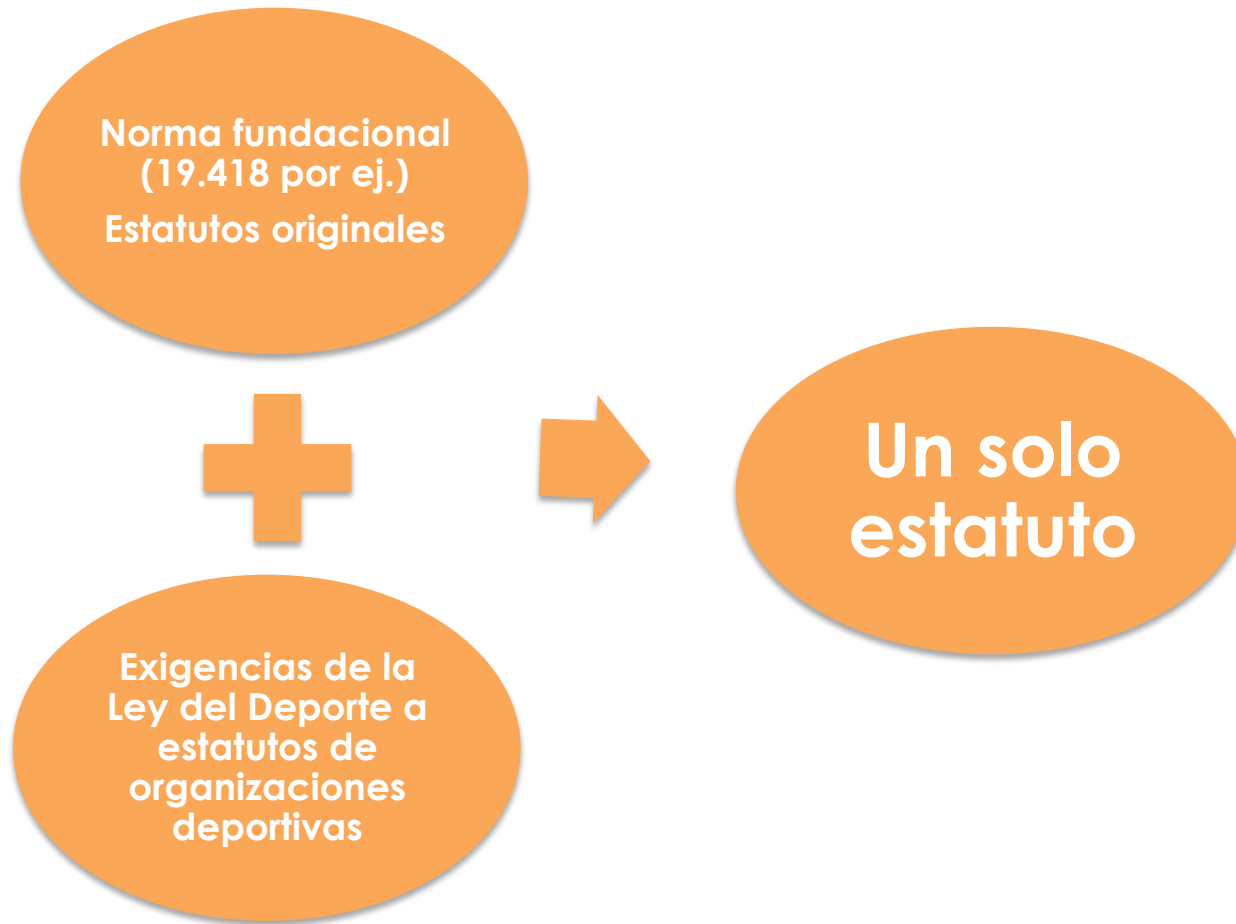 Norma fundacional
(19.418 por ej.)
Estatutos originales
Exigencias de la
Ley del Deporte a
estatutos de
organizaciones
deportivas
Un solo
estatuto